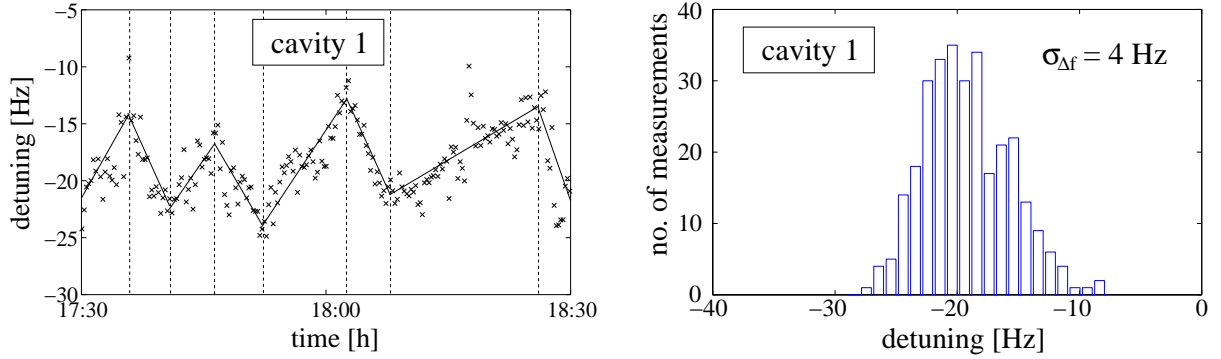 −5
−10
−15
−20
−25
−30
detuning [Hz]
cavity 1
17:30
18:00
18:30
time [h]
40
30
20
10
0
no. of measurements
cavity 1
σΔf = 4 Hz
−40
−30
−20
−10
0
detuning [Hz]